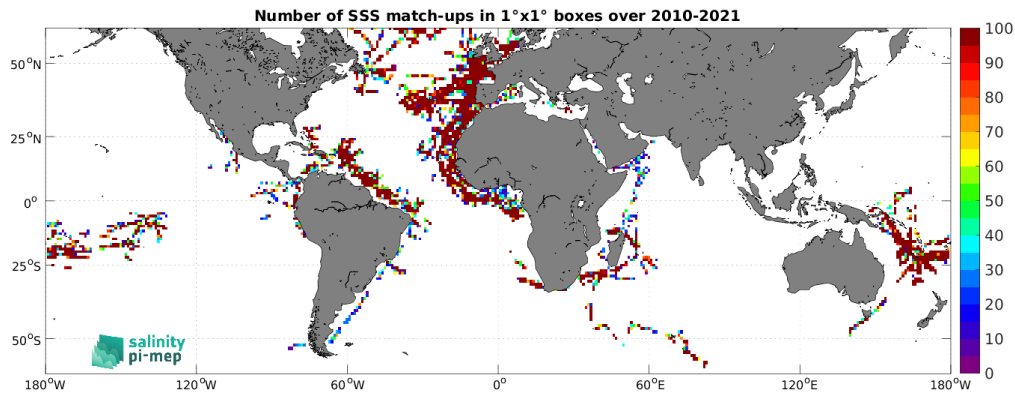 Number of SSS match-ups in 1°x1° boxes over 2010-2021
50°N
25°N
0°
25°S
50°S
180°W
120°W
60°W
0°
60°E
120°E
180°W
100
90
80
70
60
50
40
30
20
10
0
salinity
pi-mep